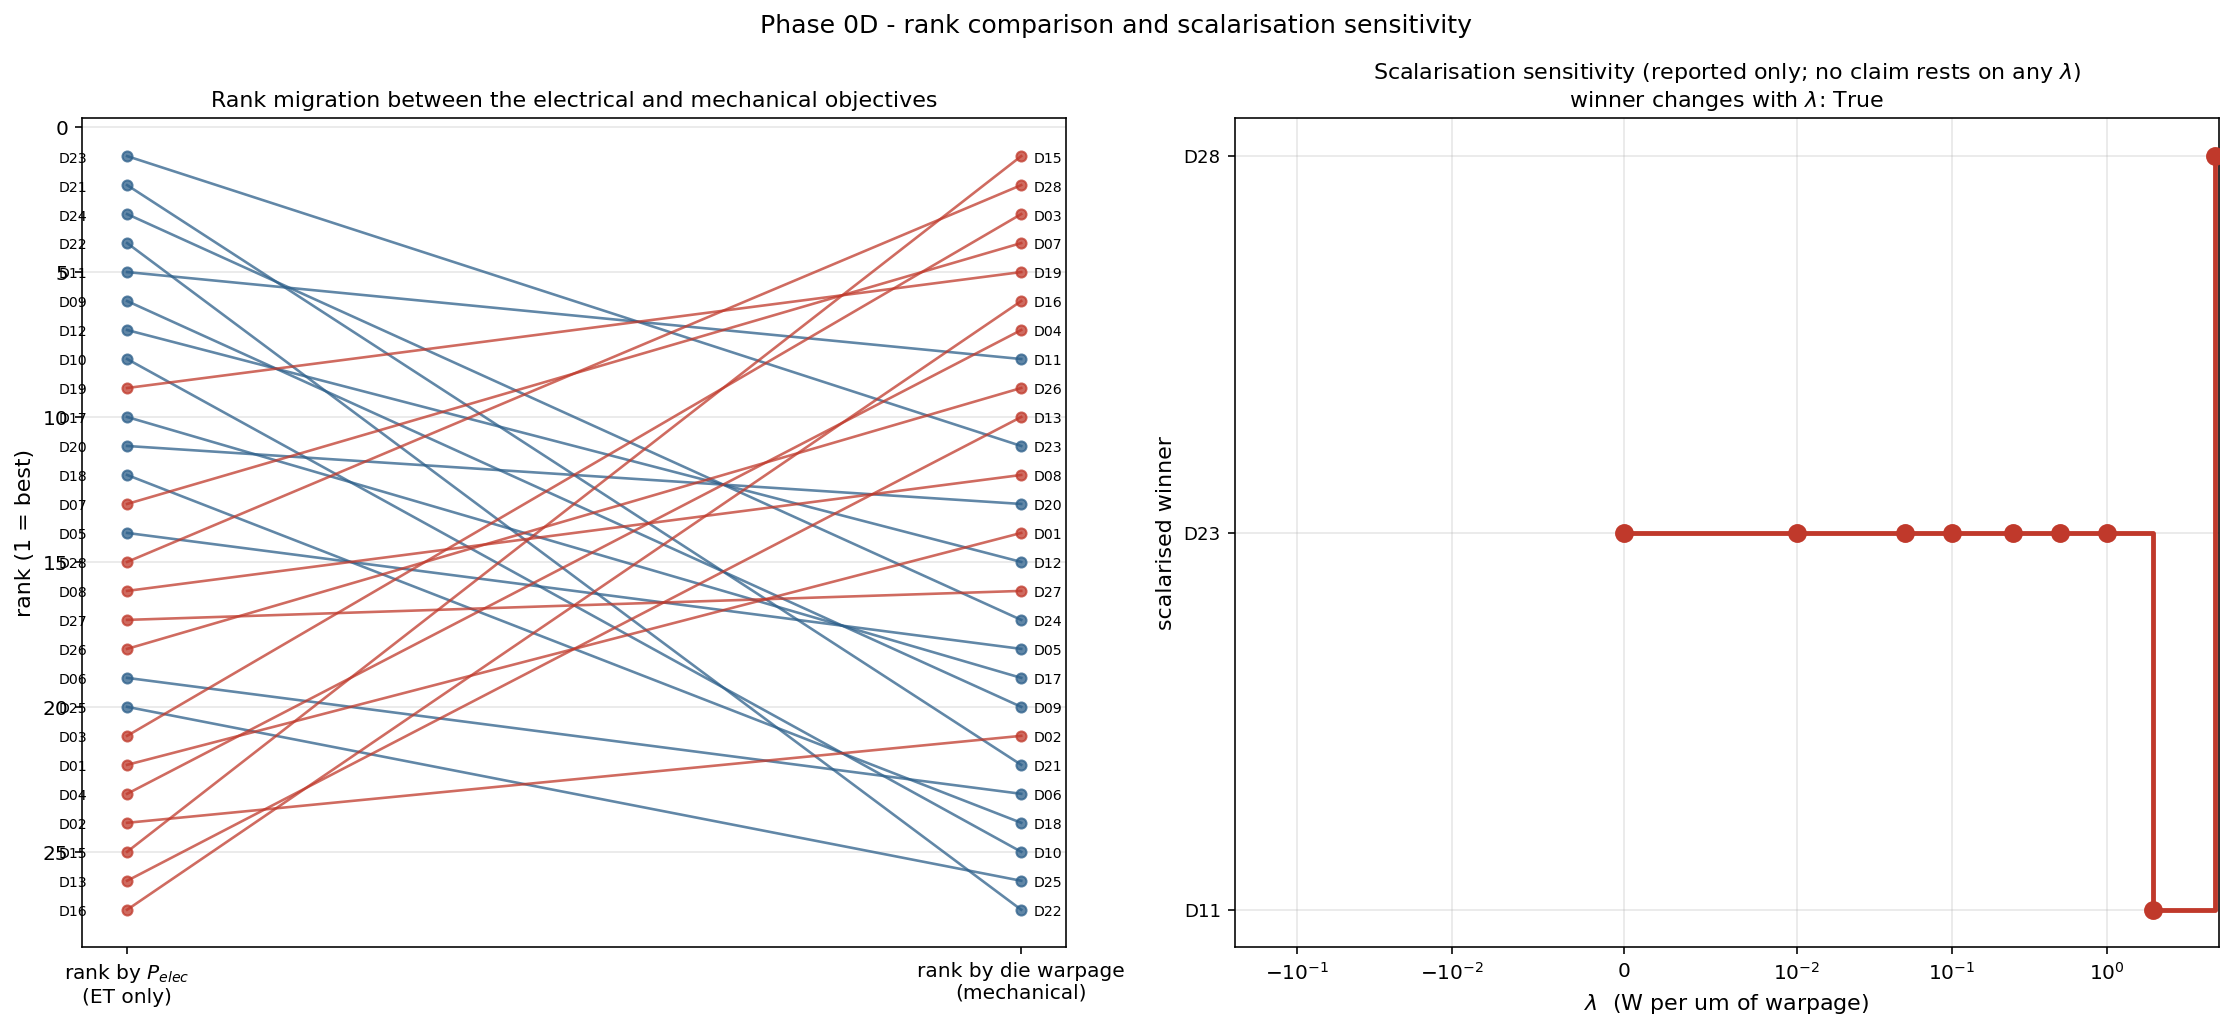 Phase 0D - rank comparison and scalarisation sensitivity
Rank migration between the electrical and mechanical objectives
rank (1 = best)
0
5
10
15
20
25
D23
D21
D24
D22
D11
D09
D12
D10
D19
D17
D20
D18
D07
D05
D28
D08
D27
D26
D06
D25
D03
D01
D04
D02
D15
D13
D16
D15
D28
D03
D07
D19
D16
D04
D11
D26
D13
D23
D08
D20
D01
D12
D27
D24
D05
D17
D09
D02
D21
D06
D18
D10
D25
D22
rank by P_elec
(ET only)
rank by die warpage
(mechanical)
Scalarisation sensitivity (reported only; no claim rests on any λ)
winner changes with λ: True
scalarised winner
D28
D23
D11
−10⁻¹
−10⁻²
0
10⁻²
10⁻¹
10⁰
λ (W per um of warpage)